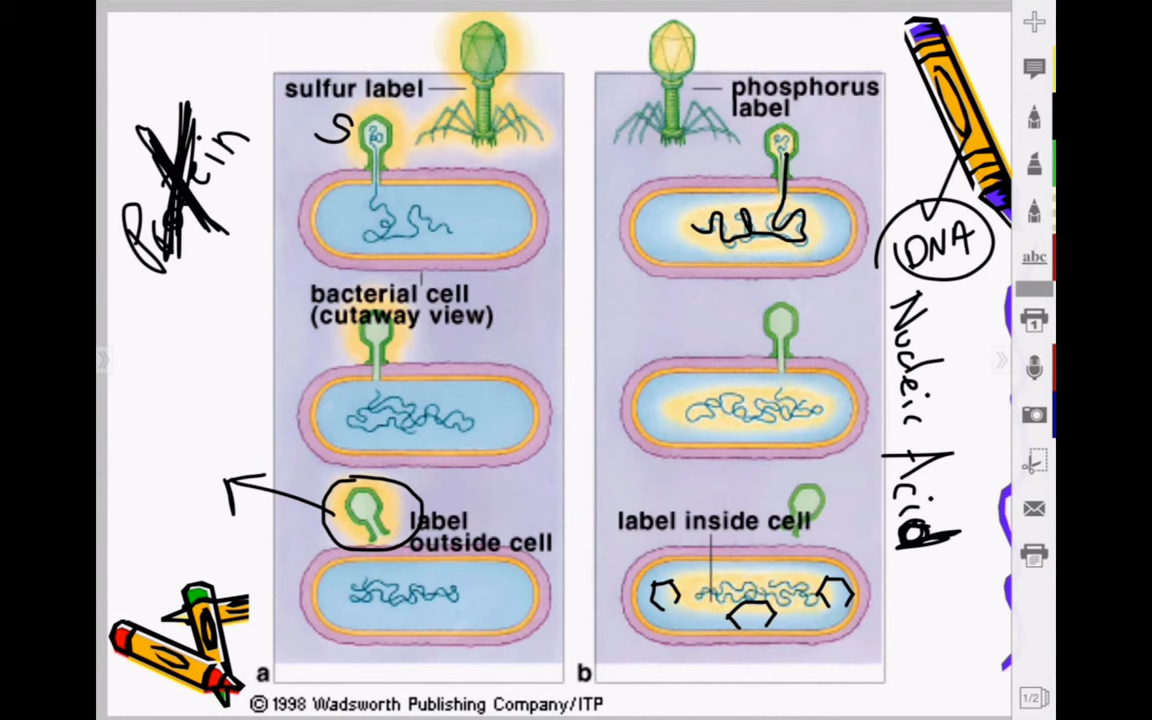 sulfur label
S
bacterial cell
(cutaway view)
label
outside cell
a
phosphorus
label
label inside cell
b
DNA
Nucleic Acid
© 1998 Wadsworth Publishing Company/ITP
abc
1
1/2